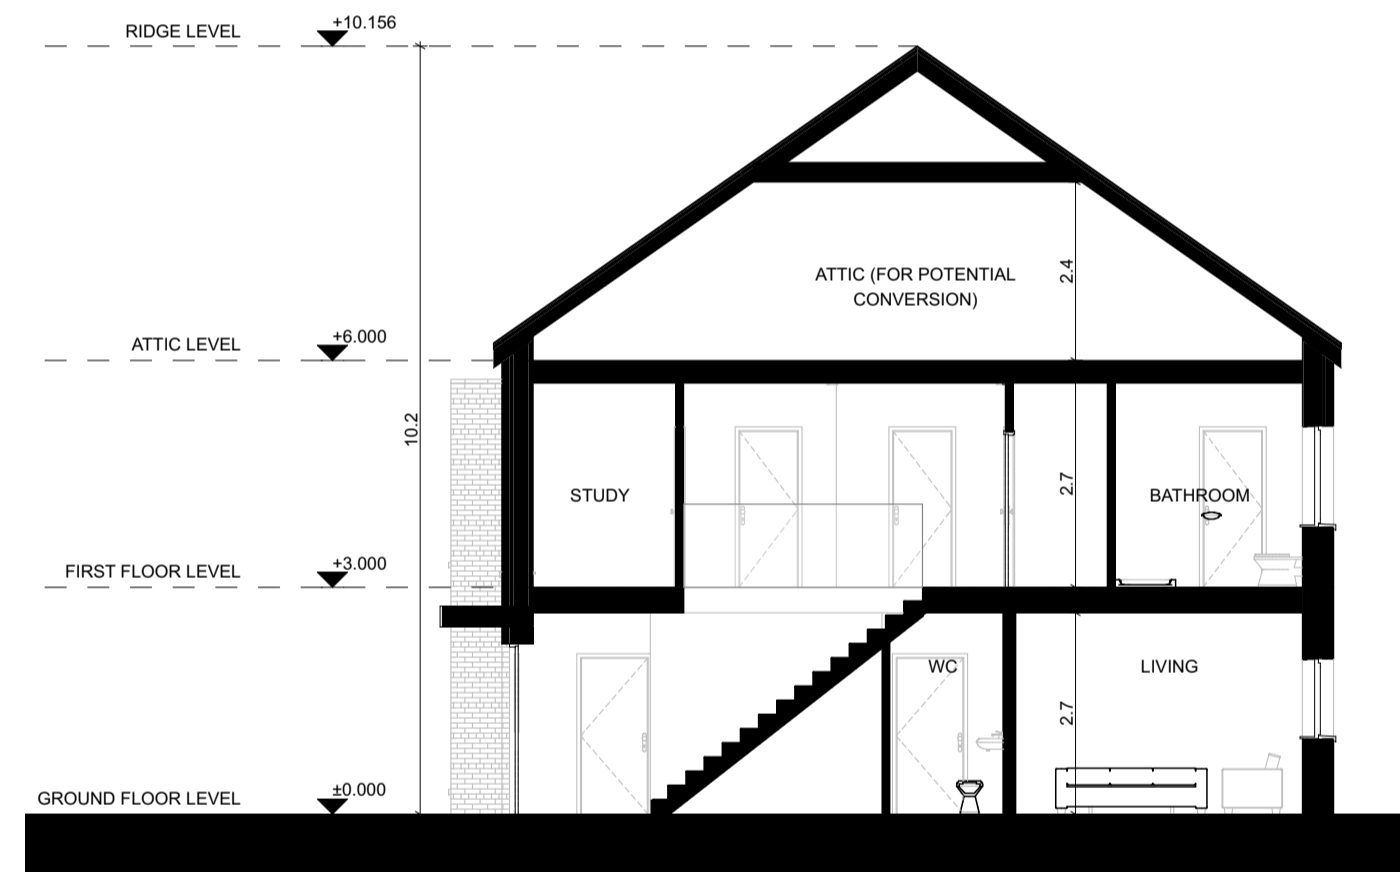 RIDGE LEVEL
+10.156
ATTIC (FOR POTENTIAL
CONVERSION)
2.4
ATTIC LEVEL
+6.000
10.2
STUDY
2.7
BATHROOM
FIRST FLOOR LEVEL
+3.000
WC
LIVING
2.7
GROUND FLOOR LEVEL
±0.000